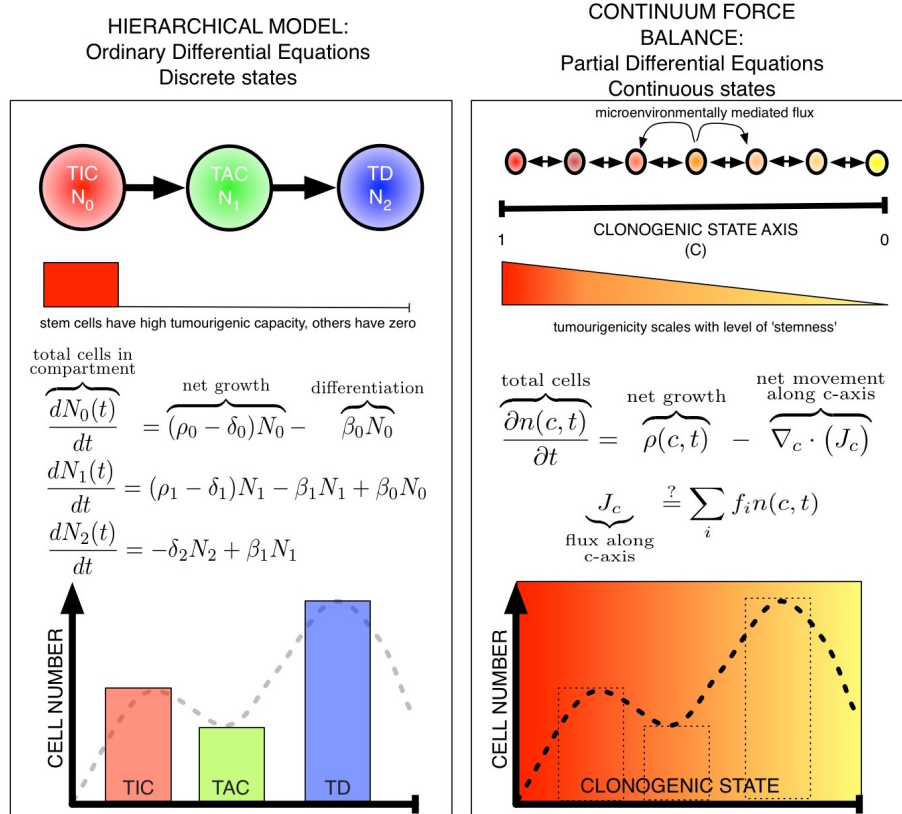 HIERARCHICAL MODEL:
Ordinary Differential Equations
Discrete states
TIC
N₀
TAC
N₁
TD
N₂
stem cells have high tumourigenic capacity, others have zero
total cells in
compartment
net growth
differentiation
dN₀(t)/dt = (ρ₀ − δ₀)N₀ − β₀N₀
dN₁(t)/dt = (ρ₁ − δ₁)N₁ − β₁N₁ + β₀N₀
dN₂(t)/dt = −δ₂N₂ + β₁N₁
CELL NUMBER
TIC
TAC
TD
CONTINUUM FORCE
BALANCE:
Partial Differential Equations
Continuous states
microenvironmentally mediated flux
1
CLONOGENIC STATE AXIS
(C)
0
tumourigenicity scales with level of 'stemness'
total cells
net growth
net movement
along c-axis
∂n(c, t)/∂t = ρ(c, t) − ∇c · (Jc)
Jc ?= ∑i fᵢn(c, t)
flux along
c-axis
CELL NUMBER
CLONOGENIC STATE